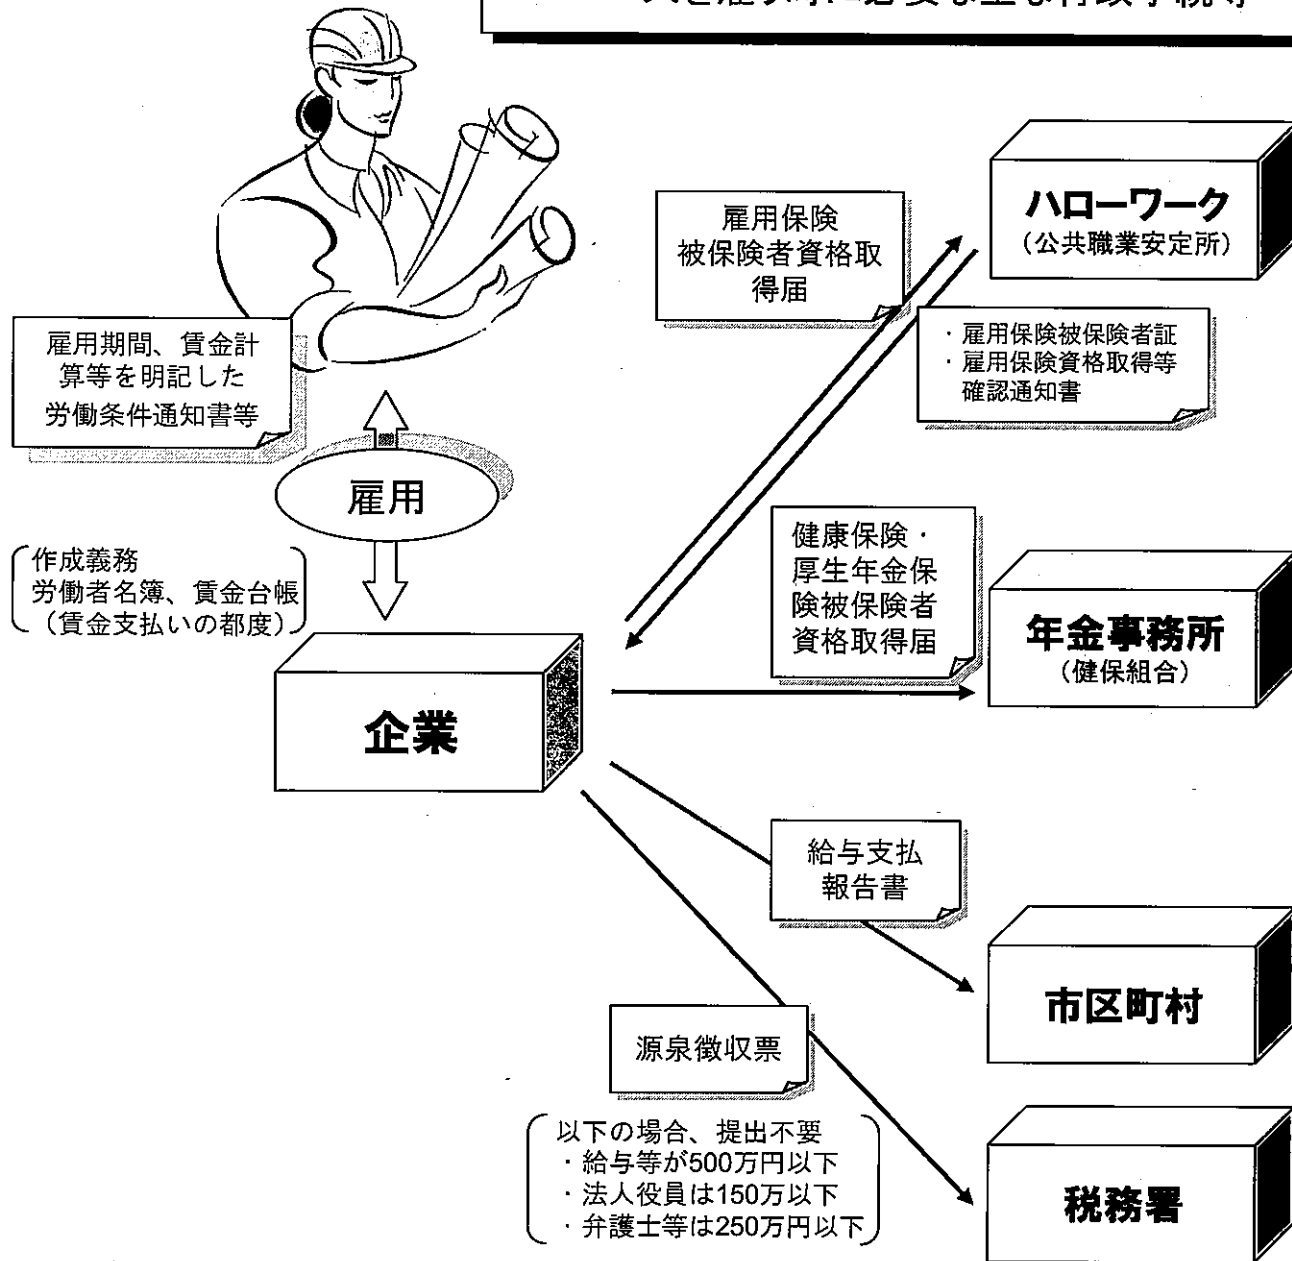 人を雇う際に必要な主な行政手続等
雇用期間、賃金計
算等を明記した
労働条件通知書等
雇用
作成義務
労働者名簿、賃金台帳
（賃金支払いの都度）
企業
雇用保険
被保険者資格取
得届
ハローワーク
（公共職業安定所）
・雇用保険被保険者証
・雇用保険資格取得等
確認通知書
健康保険・
厚生年金保
険被保険者
資格取得届
年金事務所
（健保組合）
給与支払
報告書
市区町村
源泉徴収票
以下の場合、提出不要
・給与等が500万円以下
・法人役員は150万以下
・弁護士等は250万円以下
税務署